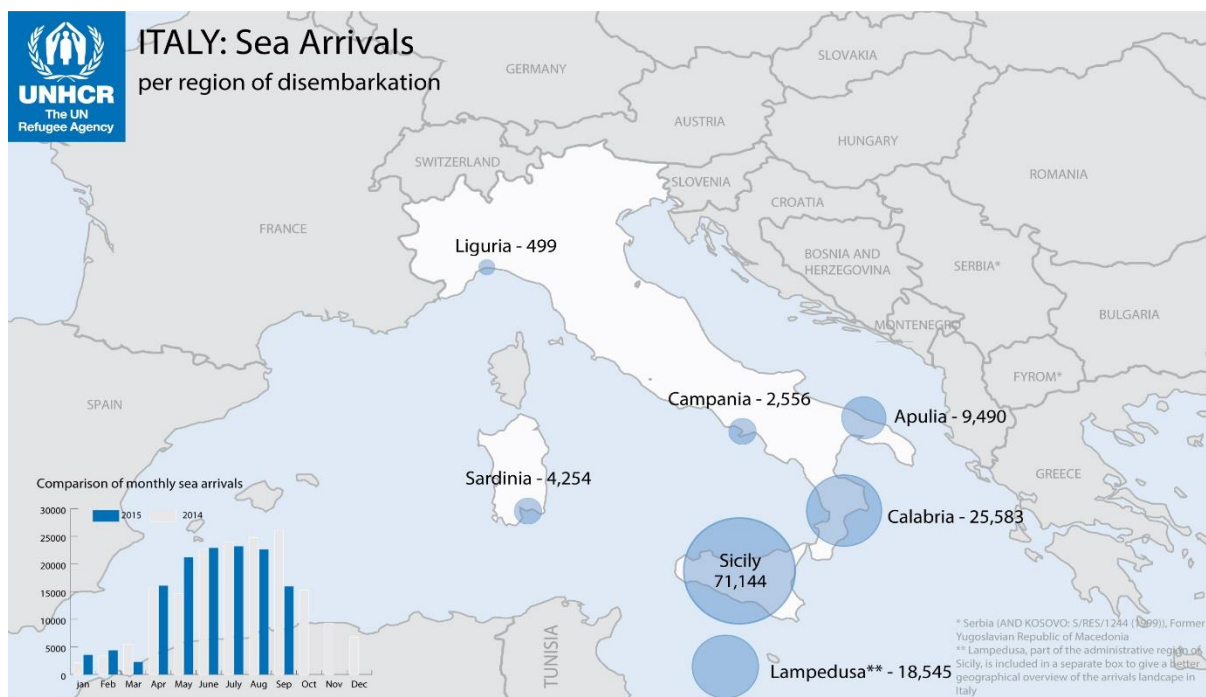 ITALY: Sea Arrivals
per region of disembarkation
UNHCR
The UN
Refugee Agency
GERMANY
SLOVAKIA
AUSTRIA
HUNGARY
SWITZERLAND
SLOVENIA
ROMANIA
CROATIA
FRANCE
Liguria - 499
BOSNIA AND
HERZEGOVINA
SERBIA*
MONTENEGRO
BULGARIA
FYROM*
SPAIN
Campania - 2,556
Apulia - 9,490
Sardinia - 4,254
GREECE
Calabria - 25,583
Sicily
71,144
TUNISIA
Lampedusa** - 18,545
Comparison of monthly sea arrivals
2015 2014
30000
25000
20000
15000
10000
5000
0
jan Feb Mar Apr May June July Aug Sep Oct Nov Dec
* Serbia (AND KOSOVO: S/RES/1244 (1999)), Former
Yugoslavian Republic of Macedonia
** Lampedusa, part of the administrative region of
Sicily, is included in a separate box to give a better
geographical overview of the arrivals landcape in
Italy